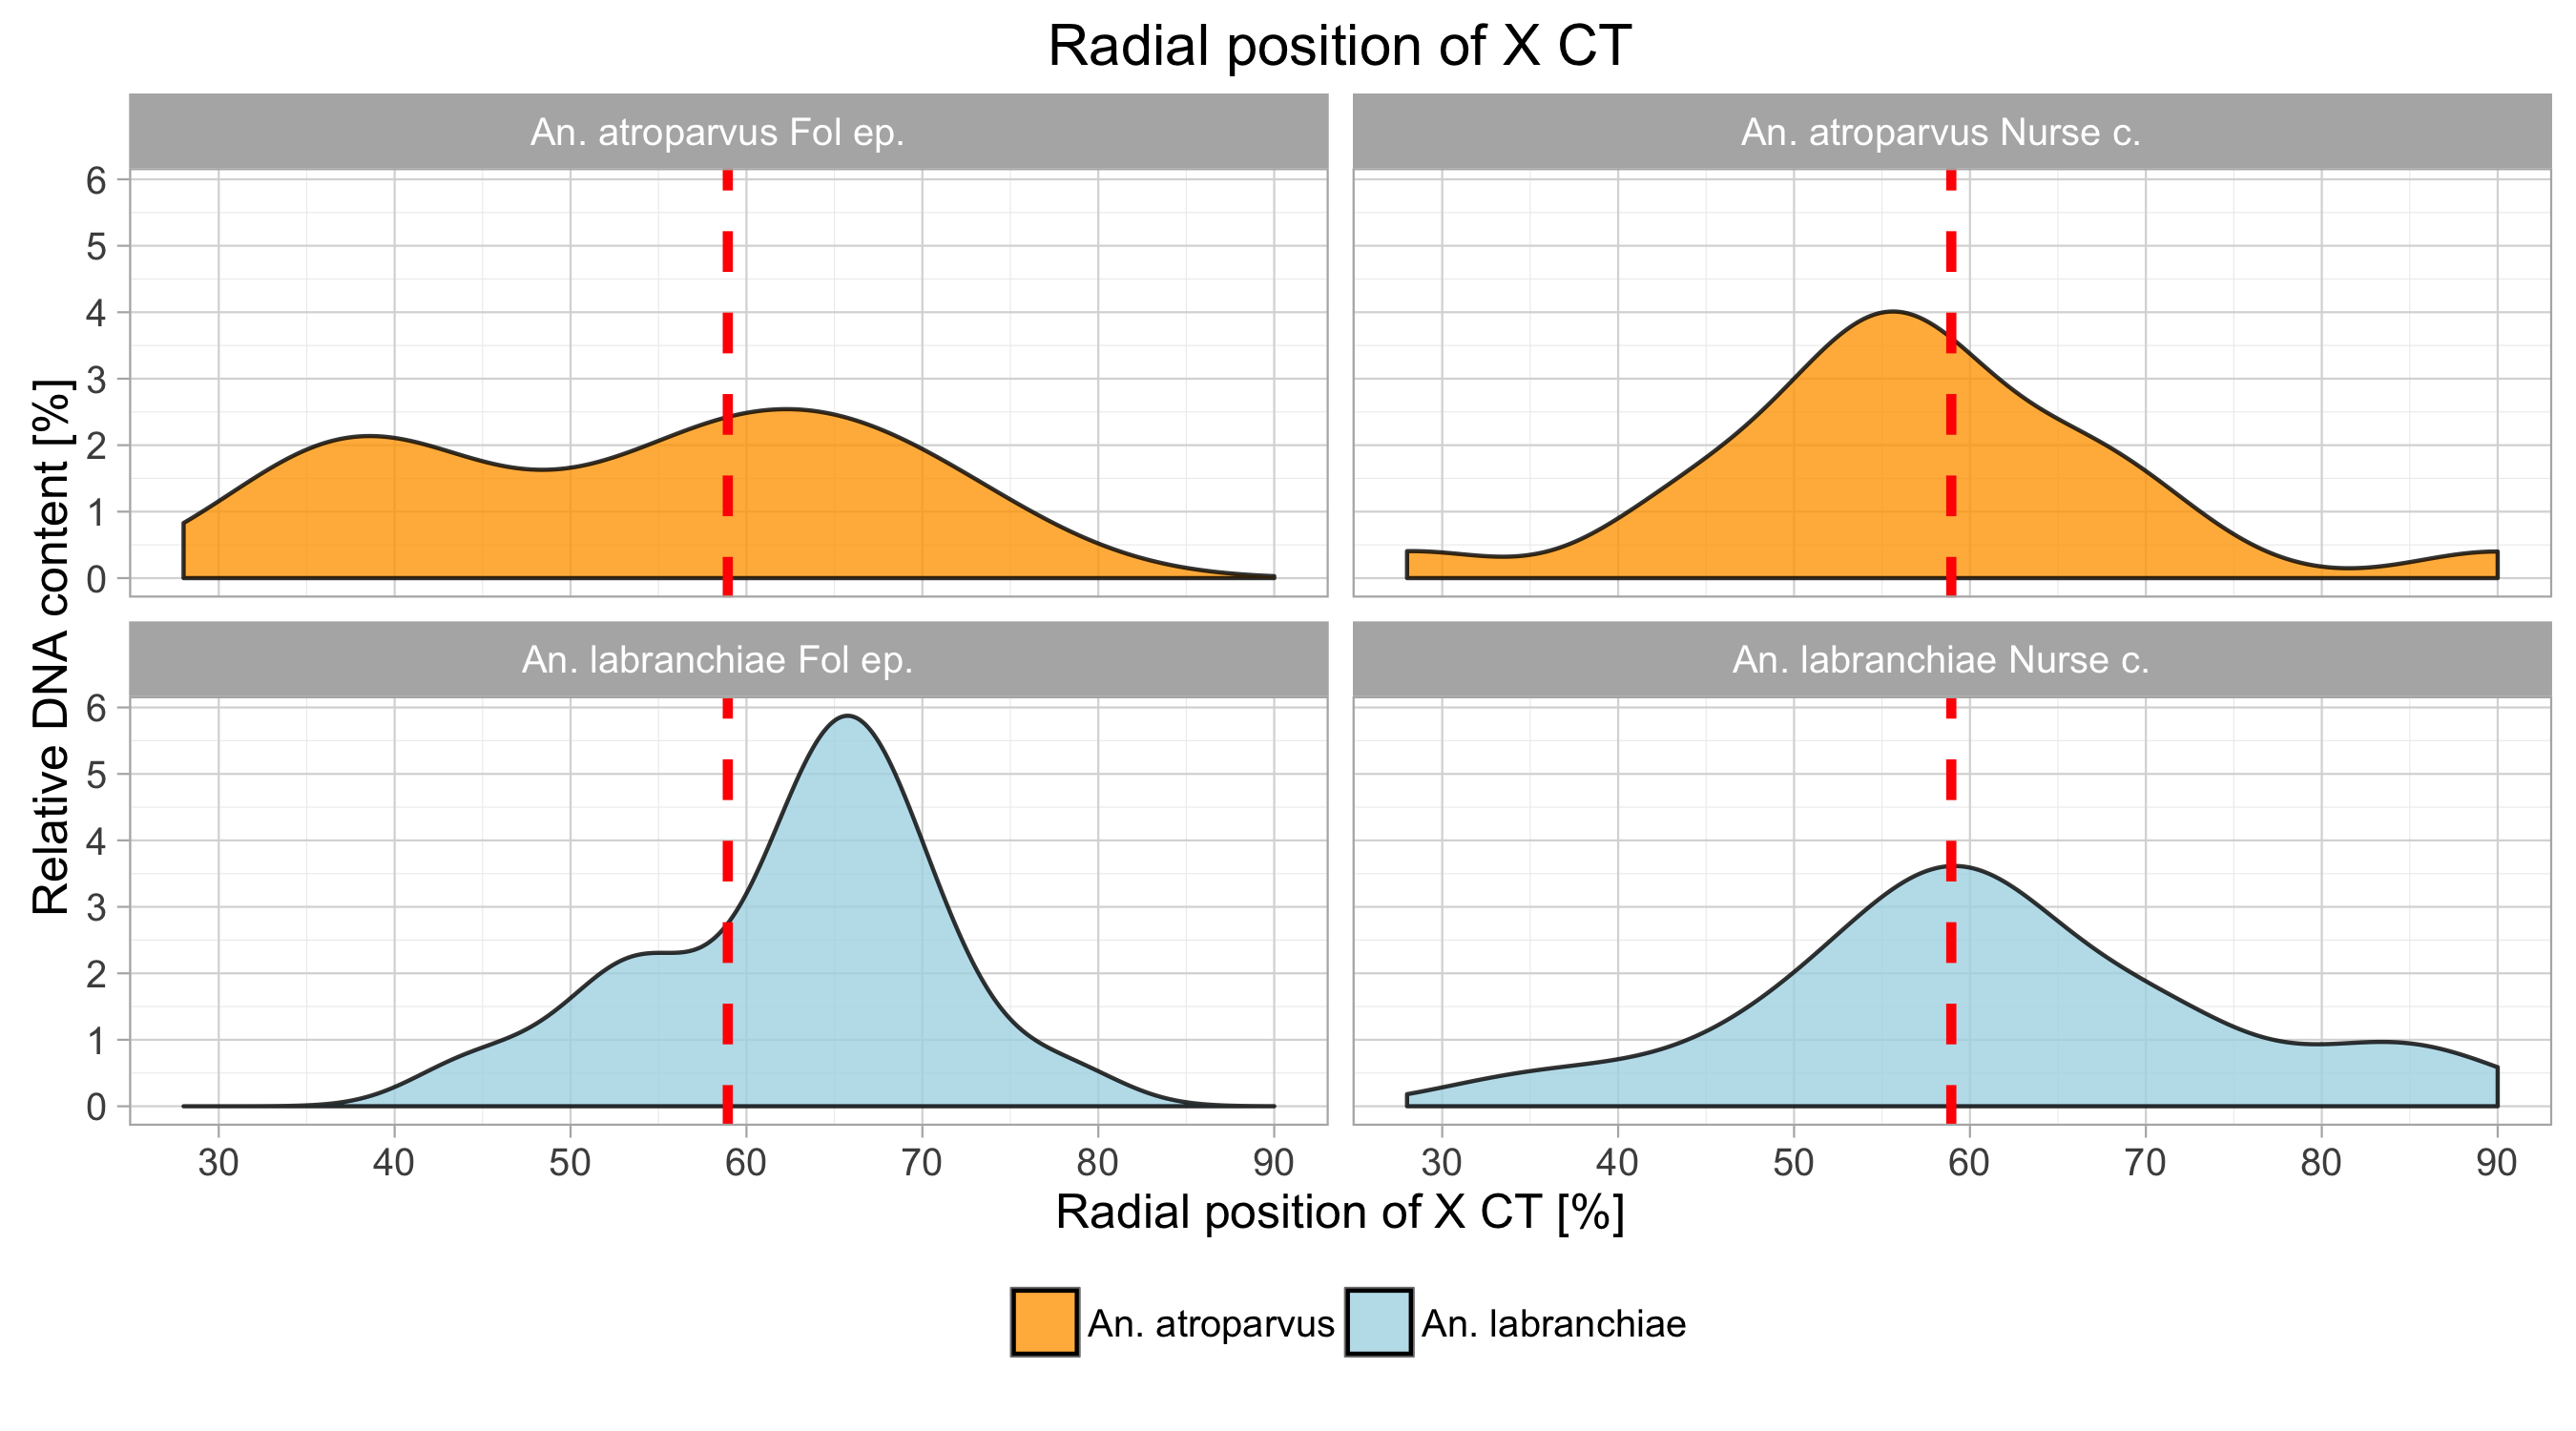 Radial position of X CT
An. atroparvus Fol ep.
An. atroparvus Nurse c.
6
5
4
3
2
1
0
An. labranchiae Fol ep.
An. labranchiae Nurse c.
6
5
4
3
2
1
0
Relative DNA content [%]
30 40 50 60 70 80 90
30 40 50 60 70 80 90
Radial position of X CT [%]
An. atroparvus
An. labranchiae